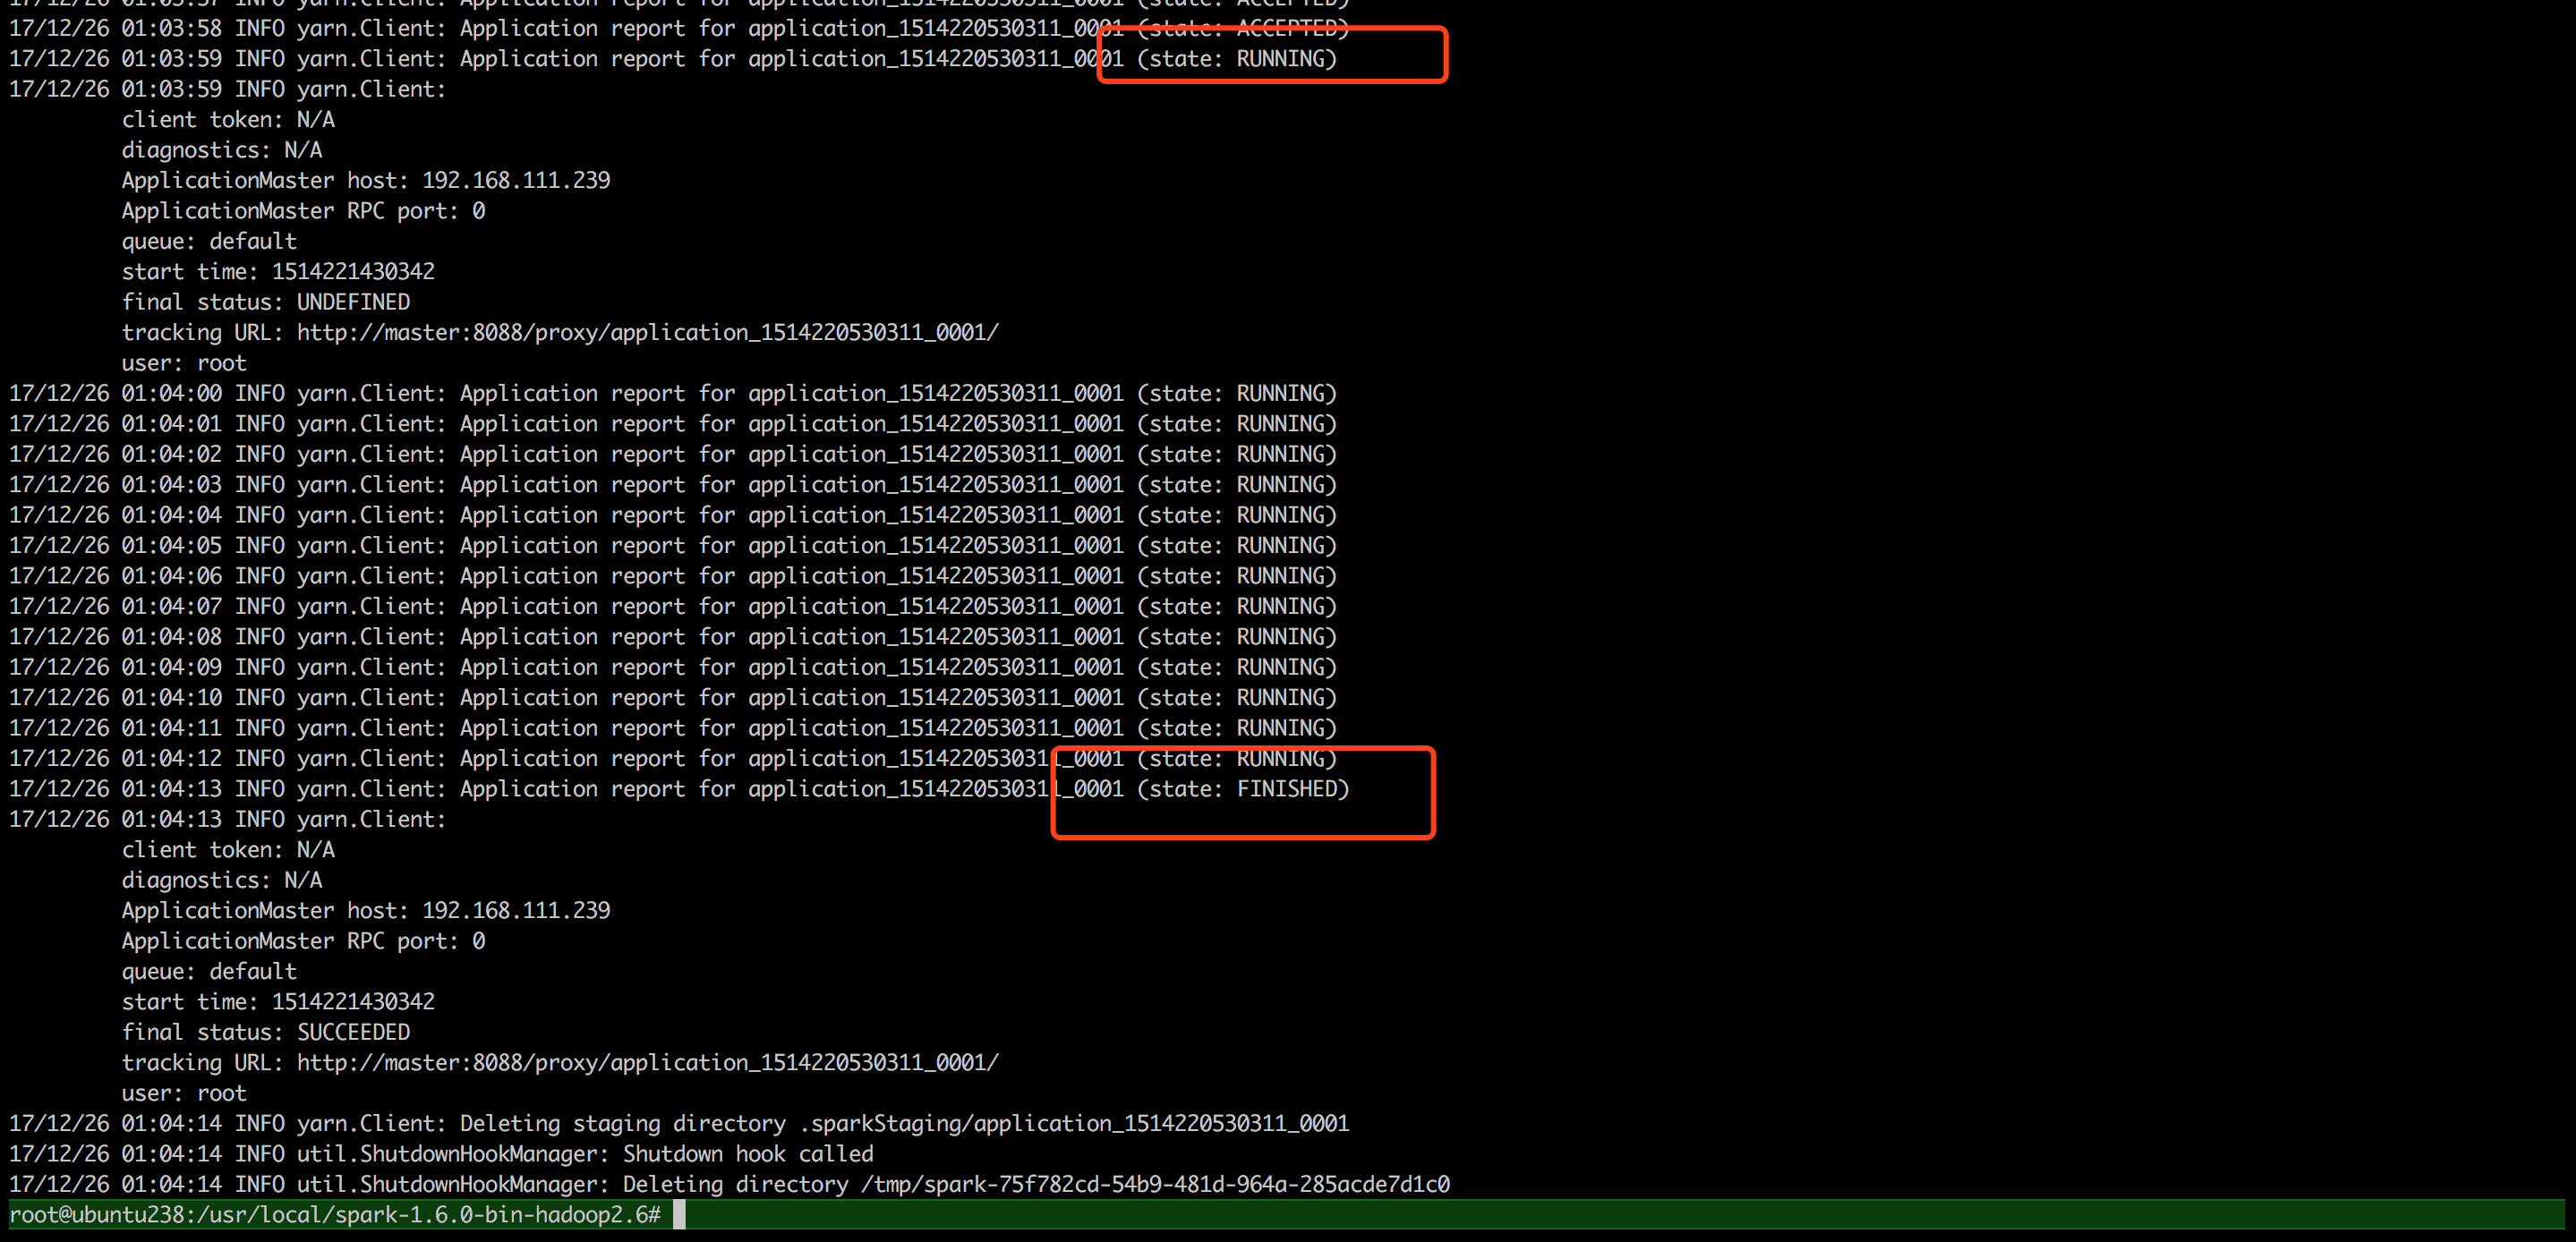 17/12/26 01:03:57 INFO yarn.Client: Application report for application_1514220530311_0001 (state: ACCEPTED)
17/12/26 01:03:58 INFO yarn.Client: Application report for application_1514220530311_0001 (state: ACCEPTED)
17/12/26 01:03:59 INFO yarn.Client: Application report for application_1514220530311_0001 (state: RUNNING)
17/12/26 01:03:59 INFO yarn.Client:
client token: N/A
diagnostics: N/A
ApplicationMaster host: 192.168.111.239
ApplicationMaster RPC port: 0
queue: default
start time: 1514221430342
final status: UNDEFINED
tracking URL: http://master:8088/proxy/application_1514220530311_0001/
user: root
17/12/26 01:04:00 INFO yarn.Client: Application report for application_1514220530311_0001 (state: RUNNING)
17/12/26 01:04:01 INFO yarn.Client: Application report for application_1514220530311_0001 (state: RUNNING)
17/12/26 01:04:02 INFO yarn.Client: Application report for application_1514220530311_0001 (state: RUNNING)
17/12/26 01:04:03 INFO yarn.Client: Application report for application_1514220530311_0001 (state: RUNNING)
17/12/26 01:04:04 INFO yarn.Client: Application report for application_1514220530311_0001 (state: RUNNING)
17/12/26 01:04:05 INFO yarn.Client: Application report for application_1514220530311_0001 (state: RUNNING)
17/12/26 01:04:06 INFO yarn.Client: Application report for application_1514220530311_0001 (state: RUNNING)
17/12/26 01:04:07 INFO yarn.Client: Application report for application_1514220530311_0001 (state: RUNNING)
17/12/26 01:04:08 INFO yarn.Client: Application report for application_1514220530311_0001 (state: RUNNING)
17/12/26 01:04:09 INFO yarn.Client: Application report for application_1514220530311_0001 (state: RUNNING)
17/12/26 01:04:10 INFO yarn.Client: Application report for application_1514220530311_0001 (state: RUNNING)
17/12/26 01:04:11 INFO yarn.Client: Application report for application_1514220530311_0001 (state: RUNNING)
17/12/26 01:04:12 INFO yarn.Client: Application report for application_1514220530311_0001 (state: RUNNING)
17/12/26 01:04:13 INFO yarn.Client: Application report for application_1514220530311_0001 (state: FINISHED)
17/12/26 01:04:13 INFO yarn.Client:
client token: N/A
diagnostics: N/A
ApplicationMaster host: 192.168.111.239
ApplicationMaster RPC port: 0
queue: default
start time: 1514221430342
final status: SUCCEEDED
tracking URL: http://master:8088/proxy/application_1514220530311_0001/
user: root
17/12/26 01:04:14 INFO yarn.Client: Deleting staging directory .sparkStaging/application_1514220530311_0001
17/12/26 01:04:14 INFO util.ShutdownHookManager: Shutdown hook called
17/12/26 01:04:14 INFO util.ShutdownHookManager: Deleting directory /tmp/spark-75f782cd-54b9-481d-964a-285acde7d1c0
root@ubuntu238:/usr/local/spark-1.6.0-bin-hadoop2.6#